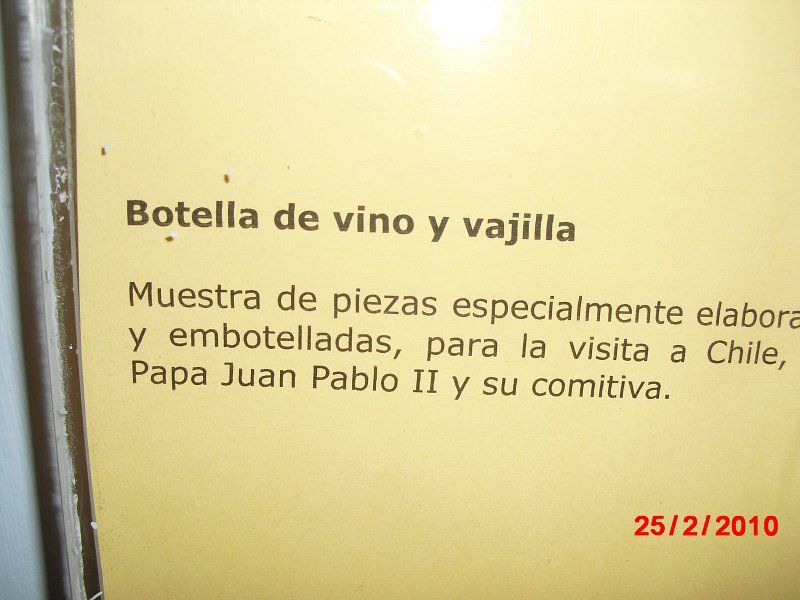 Botella de vino y vajilla
Muestra de piezas especialmente elabora
y embotelladas, para la visita a Chile,
Papa Juan Pablo II y su comitiva.
25/2/2010